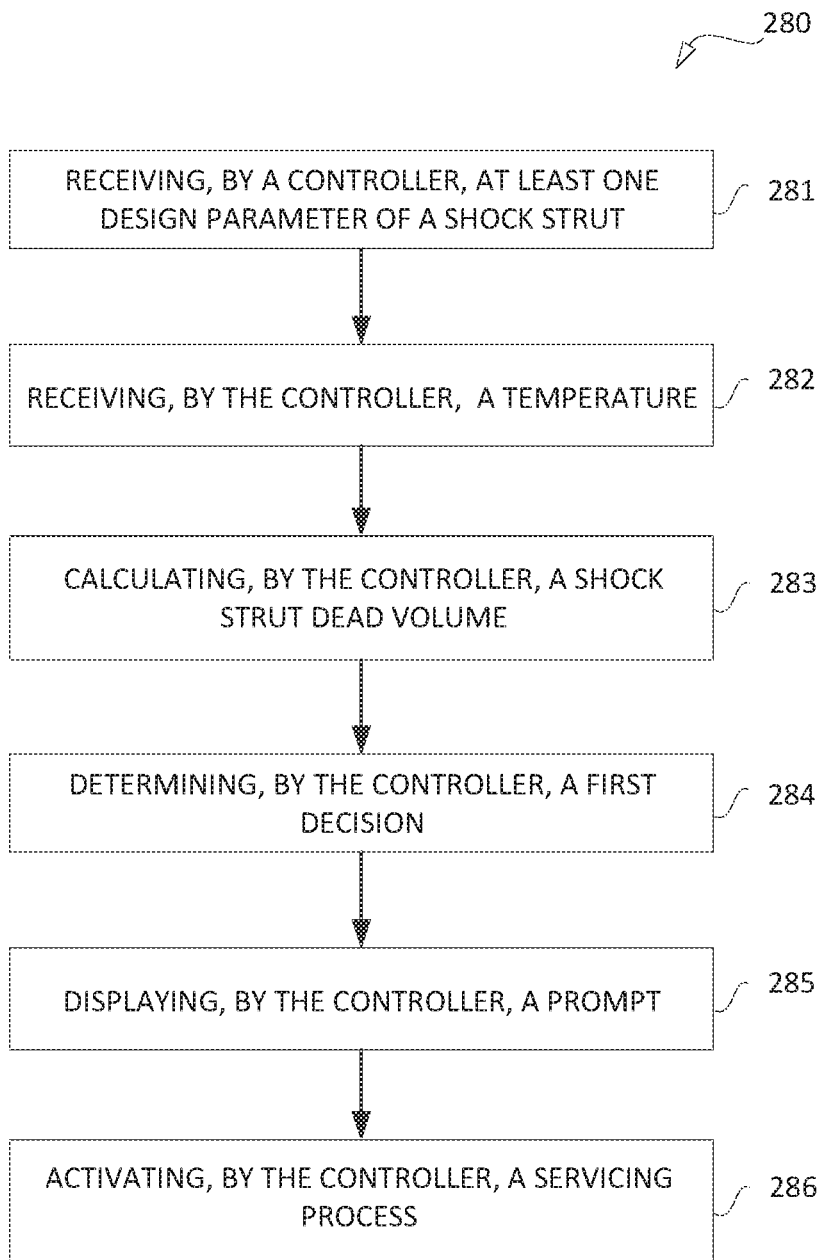 280
RECEIVING, BY A CONTROLLER, AT LEAST ONE
DESIGN PARAMETER OF A SHOCK STRUT
281
RECEIVING, BY THE CONTROLLER, A TEMPERATURE
282
CALCULATING, BY THE CONTROLLER, A SHOCK
STRUT DEAD VOLUME
283
DETERMINING, BY THE CONTROLLER, A FIRST
DECISION
284
DISPLAYING, BY THE CONTROLLER, A PROMPT
285
ACTIVATING, BY THE CONTROLLER, A SERVICING
PROCESS
286